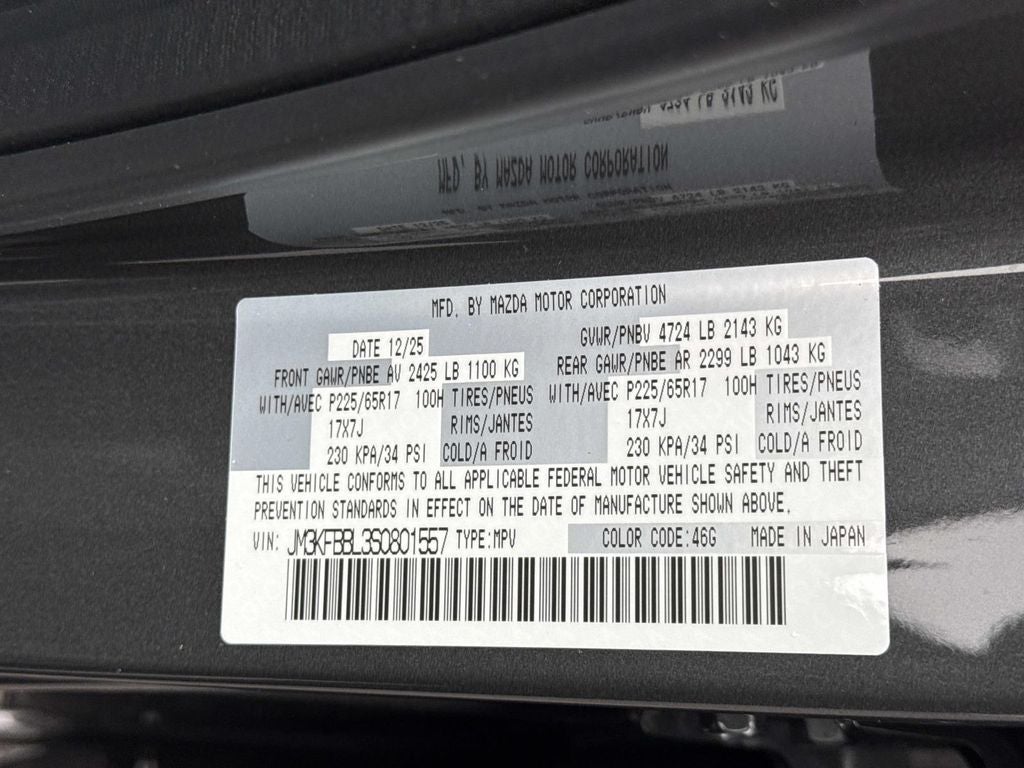 MFD. BY MAZDA MOTOR CORPORATION
DATE 12/25 GVWR/PNBV 4724 LB 2143 KG
FRONT GAWR/PNBE AV 2425 LB 1100 KG REAR GAWR/PNBE AR 2299 LB 1043 KG
WITH/AVEC P225/65R17 100H TIRES/PNEUS WITH/AVEC P225/65R17 100H TIRES/PNEUS
17X7J RIMS/JANTES 17X7J RIMS/JANTES
230 KPA/34 PSI COLD/A FROID 230 KPA/34 PSI COLD/A FROID
THIS VEHICLE CONFORMS TO ALL APPLICABLE FEDERAL MOTOR VEHICLE SAFETY AND THEFT
PREVENTION STANDARDS IN EFFECT ON THE DATE OF MANUFACTURE SHOWN ABOVE.
VIN: JM3KFBBL3S0801557 TYPE:MPV COLOR CODE:46G MADE IN JAPAN